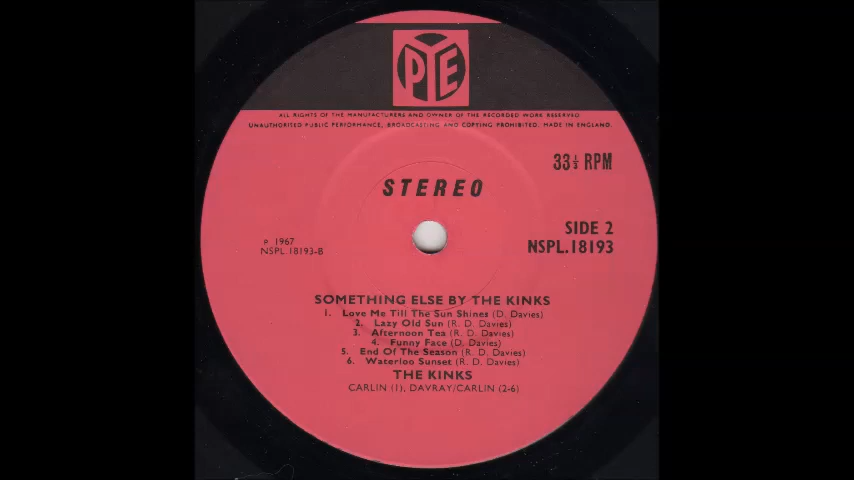 PYE
ALL RIGHTS OF THE MANUFACTURERS AND OWNER OF THE RECORDED WORK RESERVED
UNAUTHORISED PUBLIC PERFORMANCE, BROADCASTING AND COPYING PROHIBITED. MADE IN ENGLAND.
33⅓ RPM
STEREO
SIDE 2
NSPL.18193
P 1967
NSPL 18193-B
SOMETHING ELSE BY THE KINKS
1. Love Me Till The Sun Shines (D. Davies)
2. Lazy Old Sun (R. D. Davies)
3. Afternoon Tea (R. D. Davies)
4. Funny Face (D. Davies)
5. End Of The Season (R. D. Davies)
6. Waterloo Sunset (R. D. Davies)
THE KINKS
CARLIN (1), DAVRAY/CARLIN (2-6)